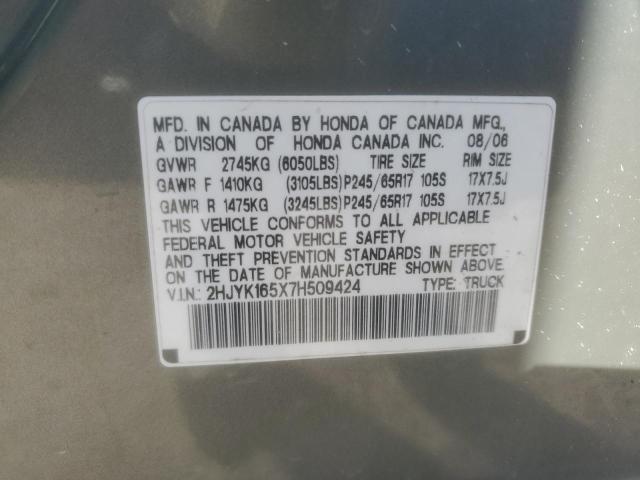 MFD. IN CANADA BY HONDA OF CANADA MFG.,
A DIVISION OF HONDA CANADA INC. 08/06
GVWR 2745KG (6050LBS) TIRE SIZE RIM SIZE
GAWR F 1410KG (3105LBS) P245/65R17 105S 17X7.5J
GAWR R 1475KG (3245LBS) P245/65R17 105S 17X7.5J
THIS VEHICLE CONFORMS TO ALL APPLICABLE
FEDERAL MOTOR VEHICLE SAFETY
AND THEFT PREVENTION STANDARDS IN EFFECT
ON THE DATE OF MANUFACTURE SHOWN ABOVE.
V.I.N.: 2HJYK165X7H509424 TYPE: TRUCK